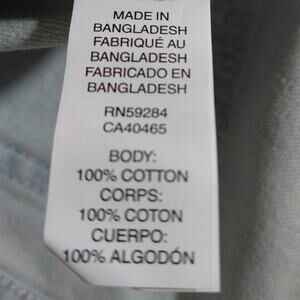 MADE IN
BANGLADESH
FABRIQUÉ AU
BANGLADESH
FABRICADO EN
BANGLADESH
RN59284
CA40465
BODY:
100% COTTON
CORPS:
100% COTON
CUERPO:
100% ALGODÓN